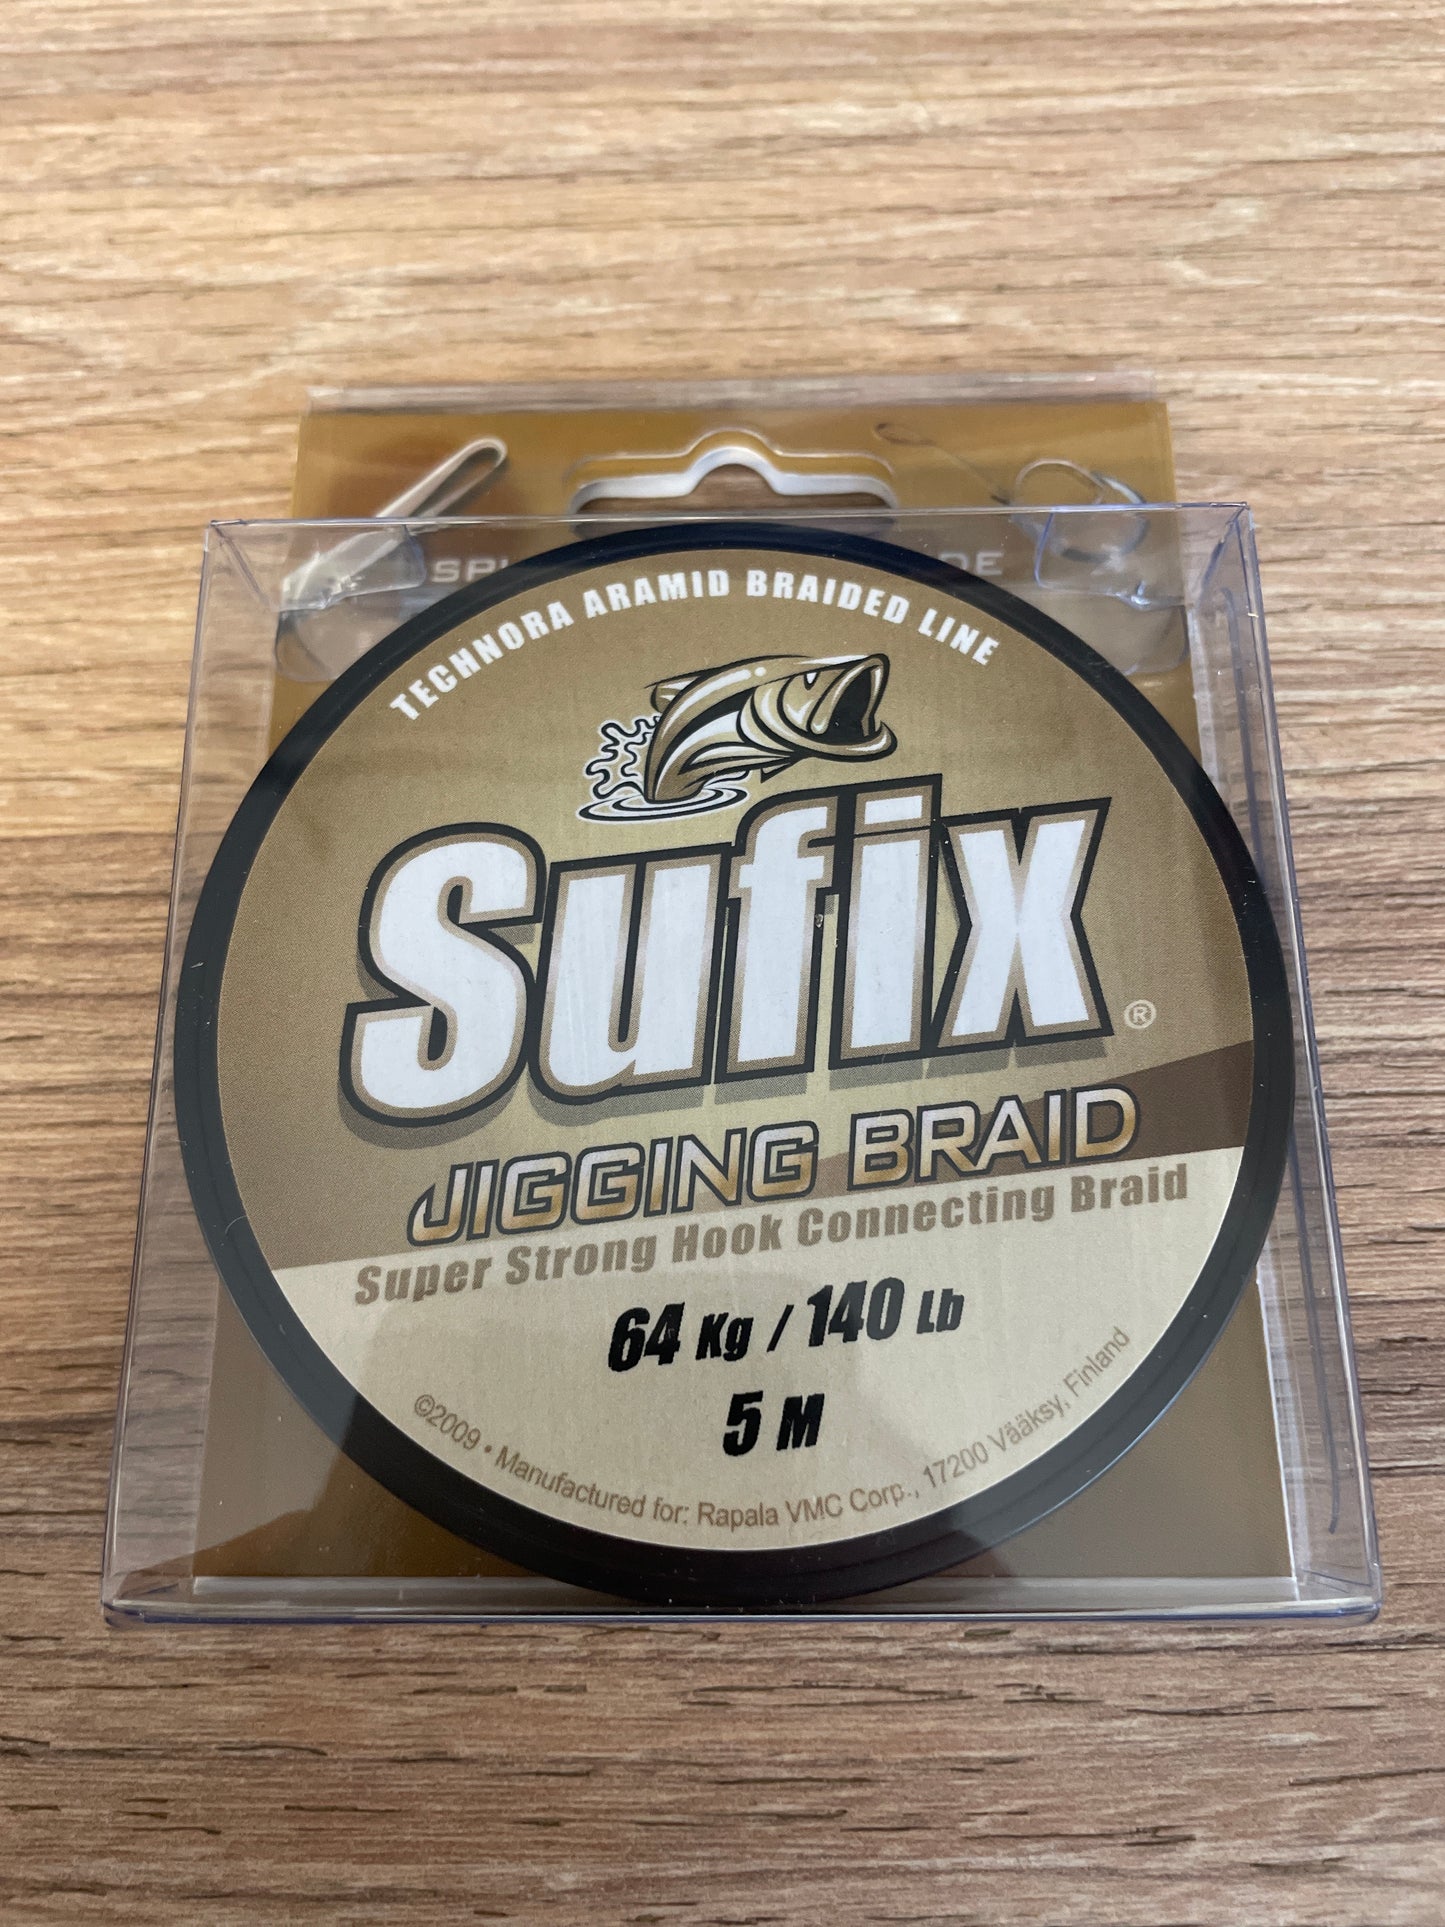 TECHNORA ARAMID BRAIDED LINE
Sufix®
JIGGING BRAID
Super Strong Hook Connecting Braid
64 Kg / 140 Lb
5 M
©2009 • Manufactured for: Rapala VMC Corp., 17200 Vääksy, Finland